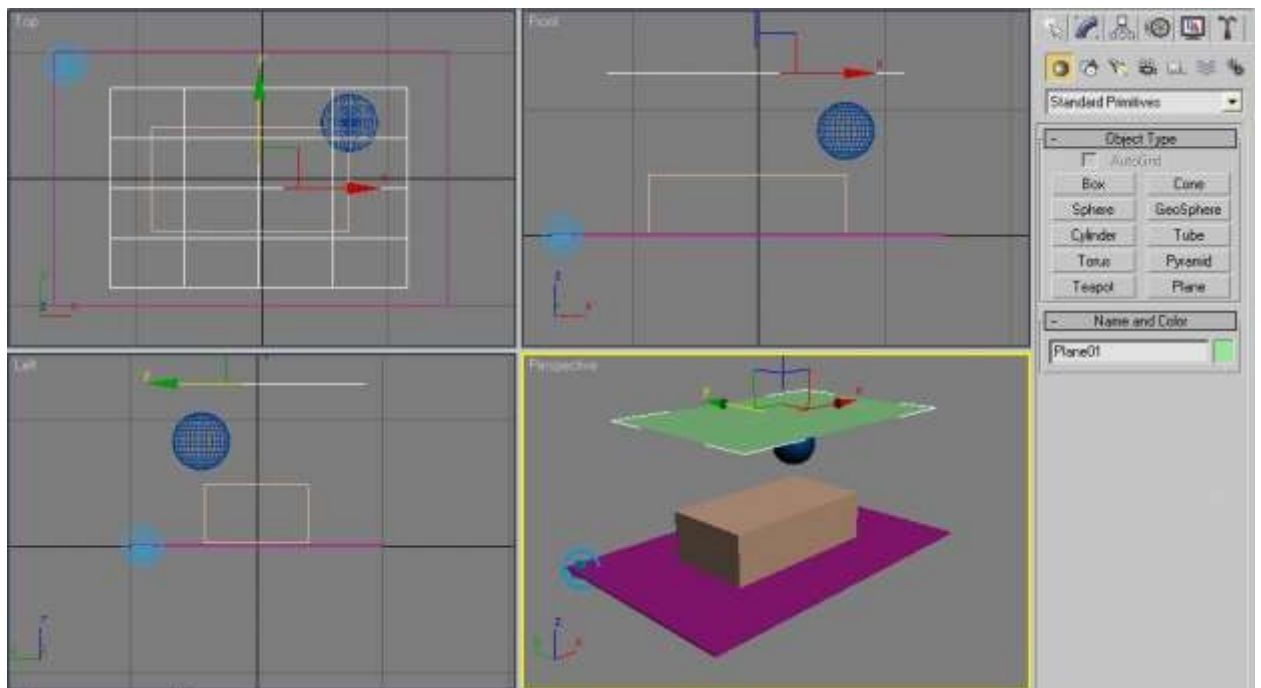 Top
Front
Left
Perspective
Standard Primitives
- Object Type
AutoGrid
Box Cone
Sphere GeoSphere
Cylinder Tube
Torus Pyramid
Teapot Plane
- Name and Color
Plane01